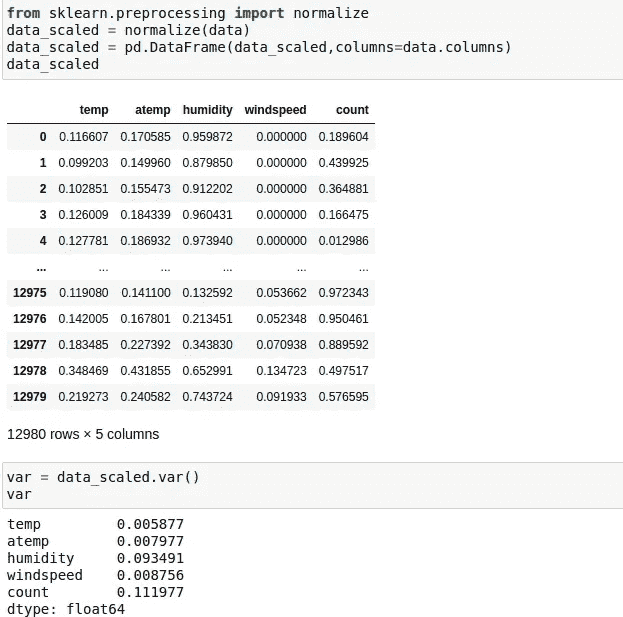 from sklearn.preprocessing import normalize
data_scaled = normalize(data)
data_scaled = pd.DataFrame(data_scaled,columns=data.columns)
data_scaled
temp atemp humidity windspeed count
0 0.116607 0.170585 0.959872 0.000000 0.189604
1 0.099203 0.149960 0.879850 0.000000 0.439925
2 0.102851 0.155473 0.912202 0.000000 0.364881
3 0.126009 0.184339 0.960431 0.000000 0.166475
4 0.127781 0.186932 0.973940 0.000000 0.012986
... ... ... ... ... ...
12975 0.119080 0.141100 0.132592 0.053662 0.972343
12976 0.142005 0.167801 0.213451 0.052348 0.950461
12977 0.183485 0.227392 0.343830 0.070938 0.889592
12978 0.348469 0.431855 0.652991 0.134723 0.497517
12979 0.219273 0.240582 0.743724 0.091933 0.576595
12980 rows × 5 columns
var = data_scaled.var()
var
temp 0.005877
atemp 0.007977
humidity 0.093491
windspeed 0.008756
count 0.111977
dtype: float64